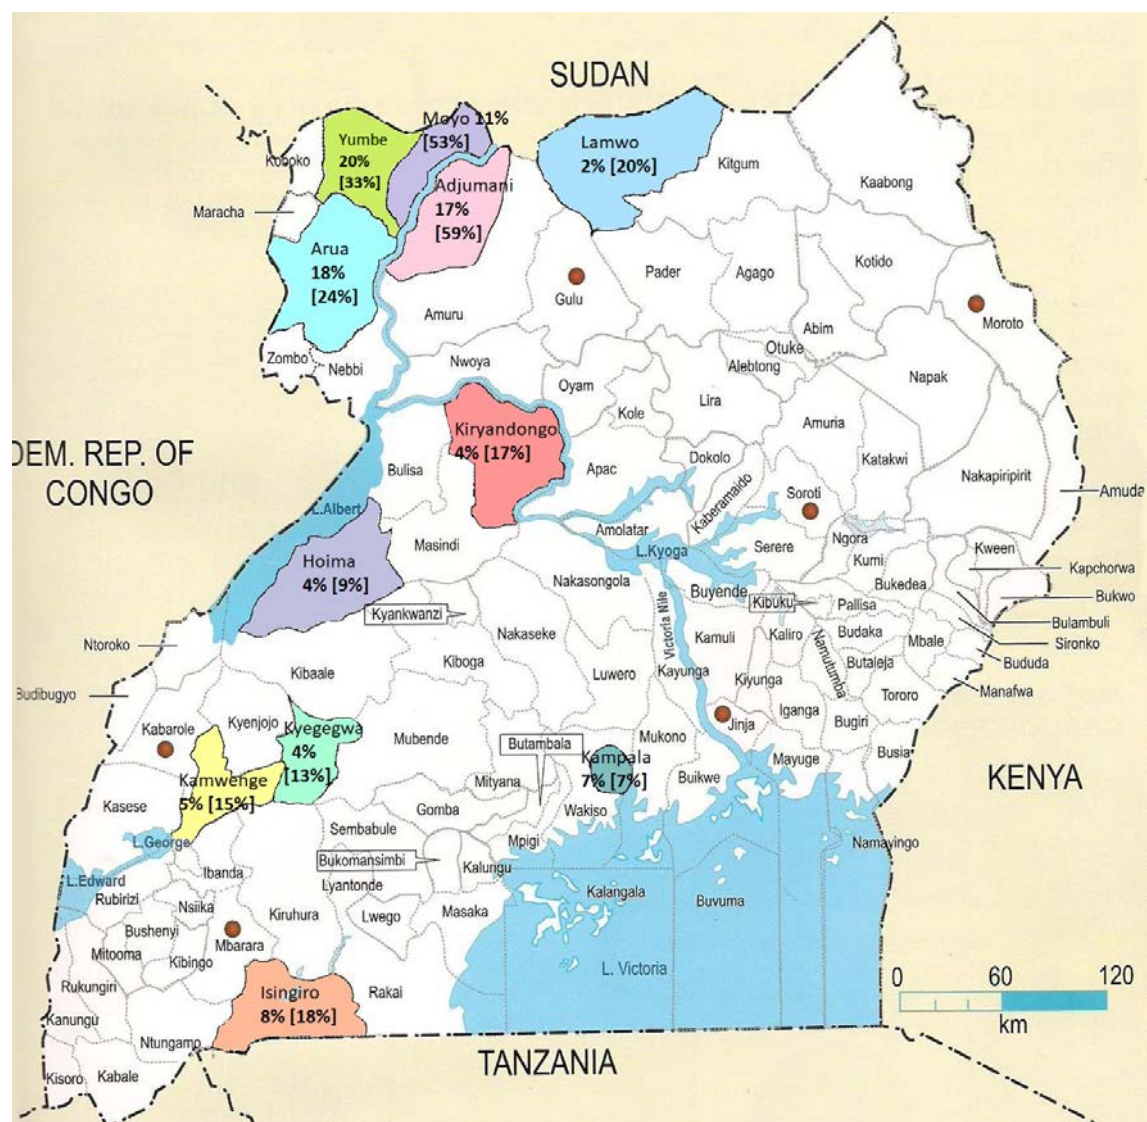 SUDAN
Moyo 11%
[53%]
Yumbe
20%
[33%]
Lamwo
2% [20%]
Koboko
Kitgum
Kaabong
Adjumani
17%
[59%]
Maracha
Arua
18%
[24%]
Kotido
Pader
Agago
Gulu
Moroto
Amuru
Abim
Otuke
Zombo
Nebbi
Nwoya
Alebtong
Napak
Oyam
Kole
Lira
Amuria
Kiryandongo
4% [17%]
DEM. REP. OF
CONGO
Bulisa
Apac
Dokolo
Katakwi
Nakapiripirit
Amuda
Kaberamaido
Soroti
L.Albert
Amolatar
Masindi
Ngora
Serere
L.Kyoga
Kween
Kumi
Hoima
4% [9%]
Kapchorwa
Nakasongola
Bukedea
Buyende
Kibuku
Pallisa
Bukwo
Kyankwanzi
Bulambuli
Nakaseke
Victoria Nile
Kamuli
Kaliro
Namutumba
Budaka
Mbale
Sironko
Ntoroko
Kiboga
Bududa
Kibaale
Luwero
Kayunga
Kiyunga
Butaleja
Manafwa
Budibugyo
Tororo
Kabarole
Kyenjojo
Kyegegwa
4%
[13%]
Mubende
Butambala
Mukono
Jinja
Iganga
Bugiri
Busia
Kamwenge
5% [15%]
Kampala
7% [7%]
Mityana
Buikwe
Mayuge
KENYA
Kasese
Gomba
Wakiso
Sembabule
Mpigi
L.George
Namayingo
Bukomansimbi
Kalungu
Ibanda
L.Edward
Rubirizi
Lyantonde
Kalangala
Buvuma
Nsiika
Kiruhura
Lwego
Masaka
Bushenyi
Mbarara
Mitooma
Kibingo
L. Victoria
Rukungiri
Isingiro
8% [18%]
Rakai
0 60 120
km
Kanungu
Ntungamo
TANZANIA
Kisoro
Kabale